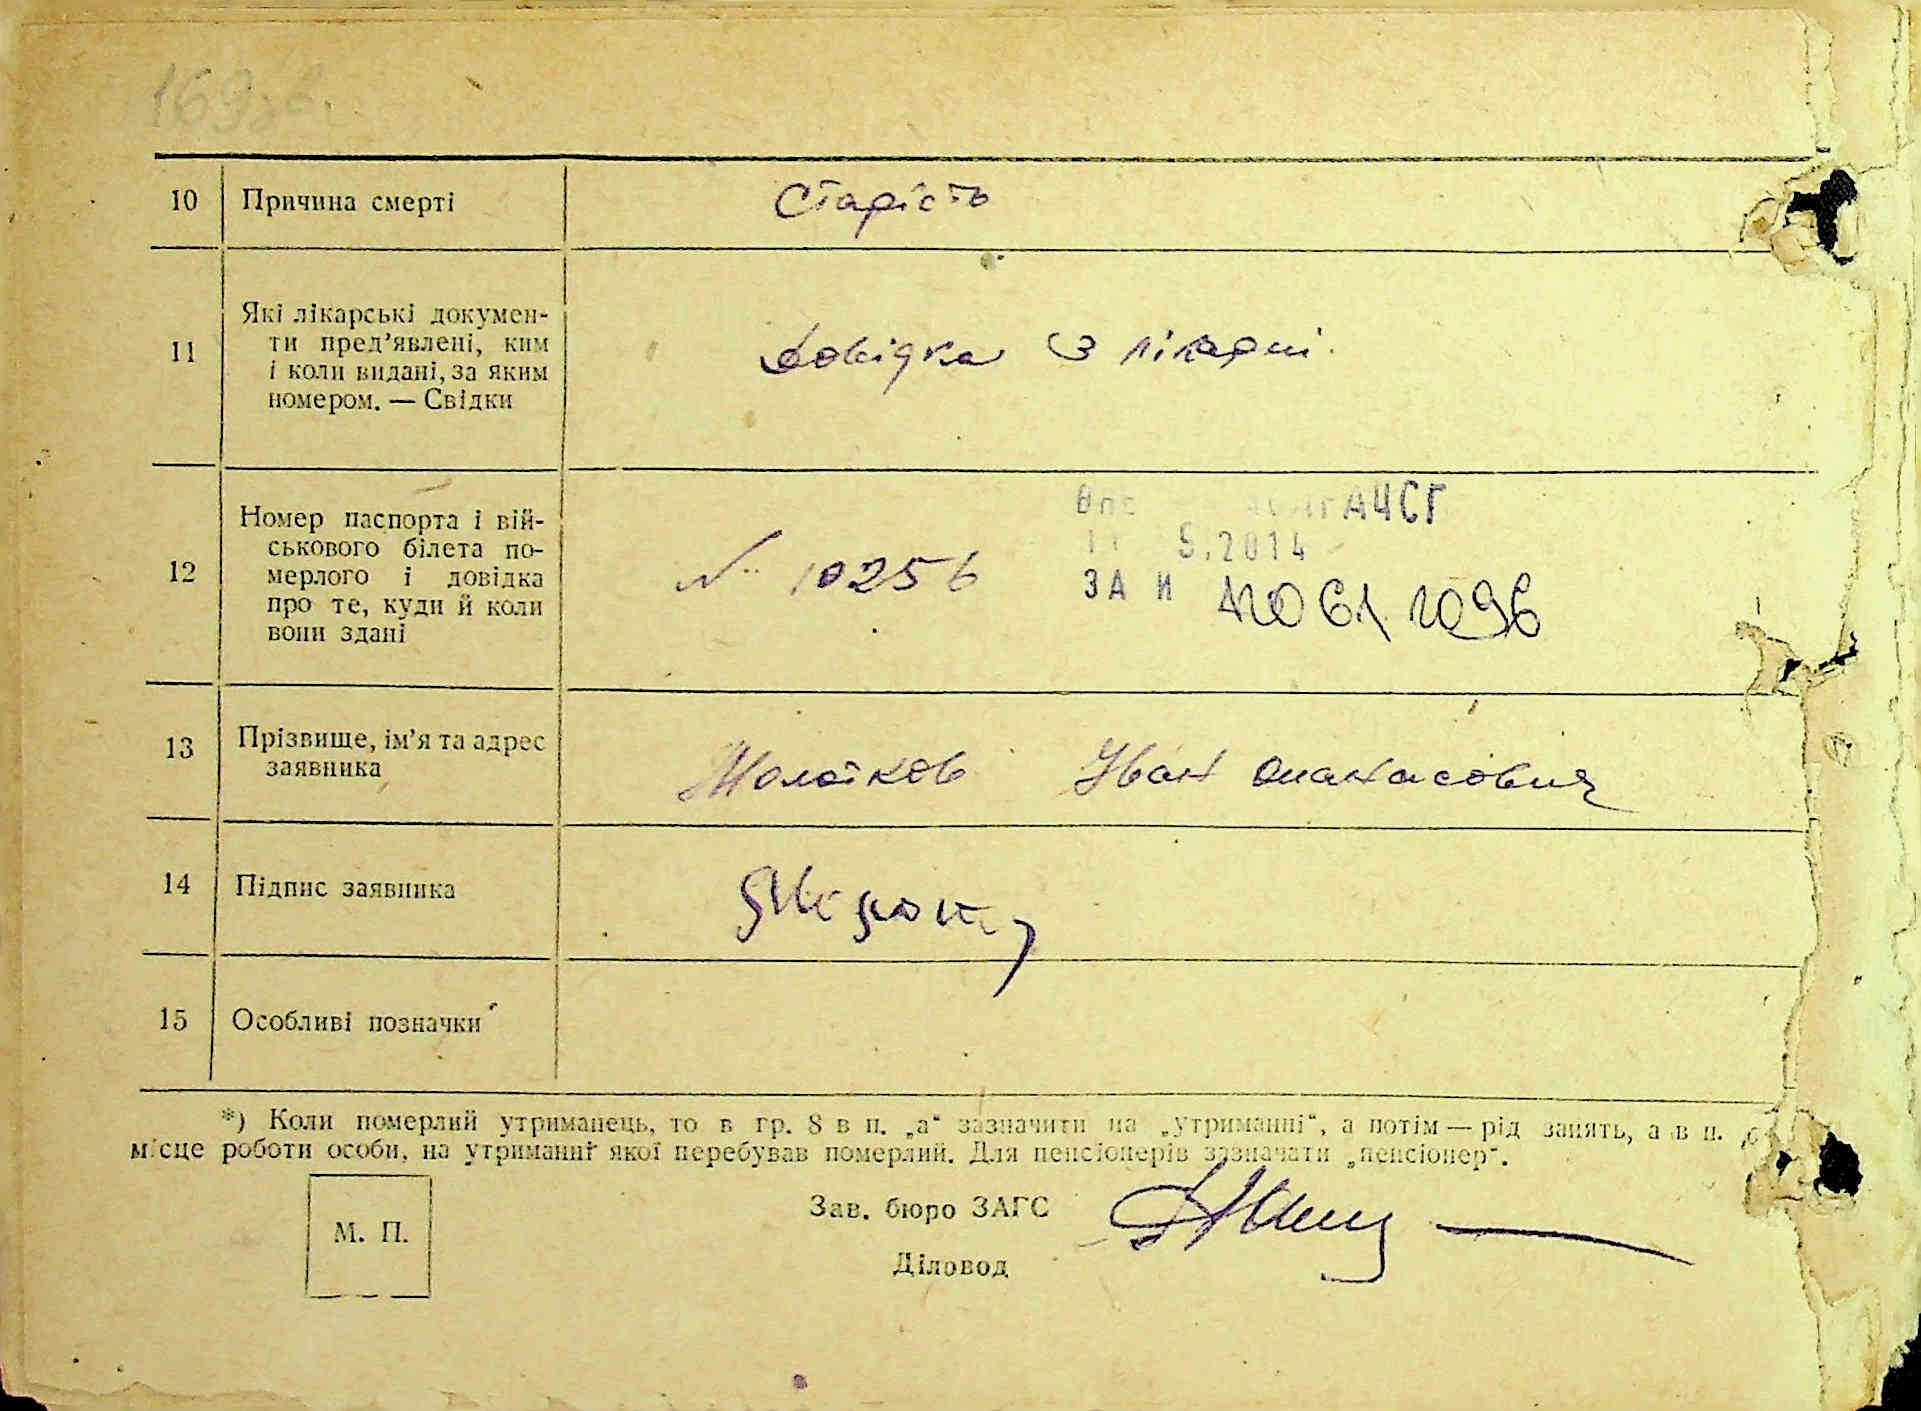 169зв.
10 Причина смерті Старість
11 Які лікарські докумен-
ти пред’явлені, ким
і коли видані, за яким
номером. — Свідки
Довідка з лікарні.
12 Номер паспорта і вій-
ськового білета по-
мерлого і довідка
про те, куди й коли
вони здані
№ 10256
АЧСГ
5.2014
ЗА
13 Прізвище, ім’я та адрес
заявника
Іван Опанасович
14 Підпис заявника
15 Особливі позначки
*) Коли померлий утриманець, то в гр. 8 в п. „а“ зазначити на „утриманні“, а потім — рід занять, а в п.
місце роботи особи, на утриманні якої перебував померлий. Для пенсіонерів зазначати „пенсіонер“.
М. П.
Зав. бюро ЗАГС
Діловод